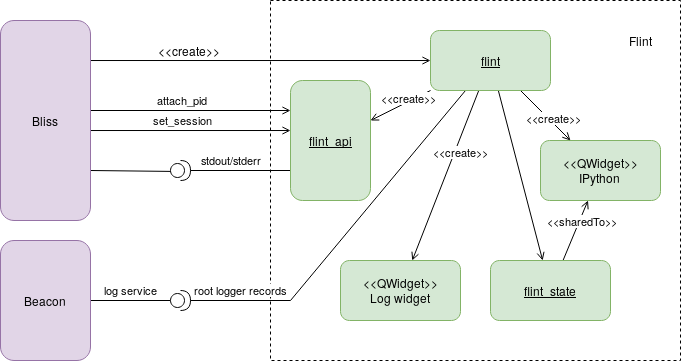 Flint
<<create>>
flint
attach_pid
<<create>>
set_session
<<create>>
Bliss
flint_api
<<create>>
stdout/stderr
<<QWidget>>
IPython
<<sharedTo>>
<<QWidget>>
Log widget
flint_state
log service
root logger records
Beacon